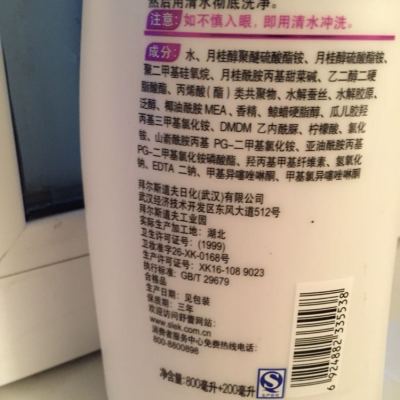 然后用清水彻底洗净。
注意: 如不慎入眼，即用清水冲洗。
成分: 水、月桂醇聚醚硫酸酯钠、月桂醇硫酸酯铵、
聚二甲基硅氧烷、月桂酰胺丙基甜菜碱、乙二醇二硬
脂酸酯、丙烯酸（酯）类共聚物、水解蚕丝、水解胶原、
泛醇、椰油酰胺MEA、香精、鲸蜡硬脂醇、瓜儿胶羟
丙基三甲基氯化铵、DMDM 乙内酰脲、柠檬酸、氯化
铵、山嵛酰胺丙基PG-二甲基氯化铵、亚油酰胺丙基
PG-二甲基氯化铵磷酸酯、羟丙基甲基纤维素、氢氧化
钠、EDTA 二钠、甲基异噻唑啉酮、甲基氯异噻唑啉酮
拜尔斯道夫日化(武汉)有限公司
武汉经济技术开发区东风大道512号
拜尔斯道夫工业园
实际生产加工地: 湖北
卫生许可证号: (1999)
卫妆准字26-XK-0168号
生产许可证号: XK16-108 9023
执行标准: GB/T 29679
合格品
生产日期: 见包装
保质期: 三年
欢迎访问舒蕾网站:
www.slek.com.cn
消费者服务中心免费热线电话:
800-8800898
净含量:800毫升+200毫升
6 924882 335538